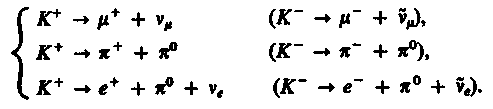 K⁺ → μ⁺ + ν_μ (K⁻ → μ⁻ + ν̃_μ),
K⁺ → π⁺ + π⁰ (K⁻ → π⁻ + π⁰),
K⁺ → e⁺ + π⁰ + ν_e (K⁻ → e⁻ + π⁰ + ν̃_e).